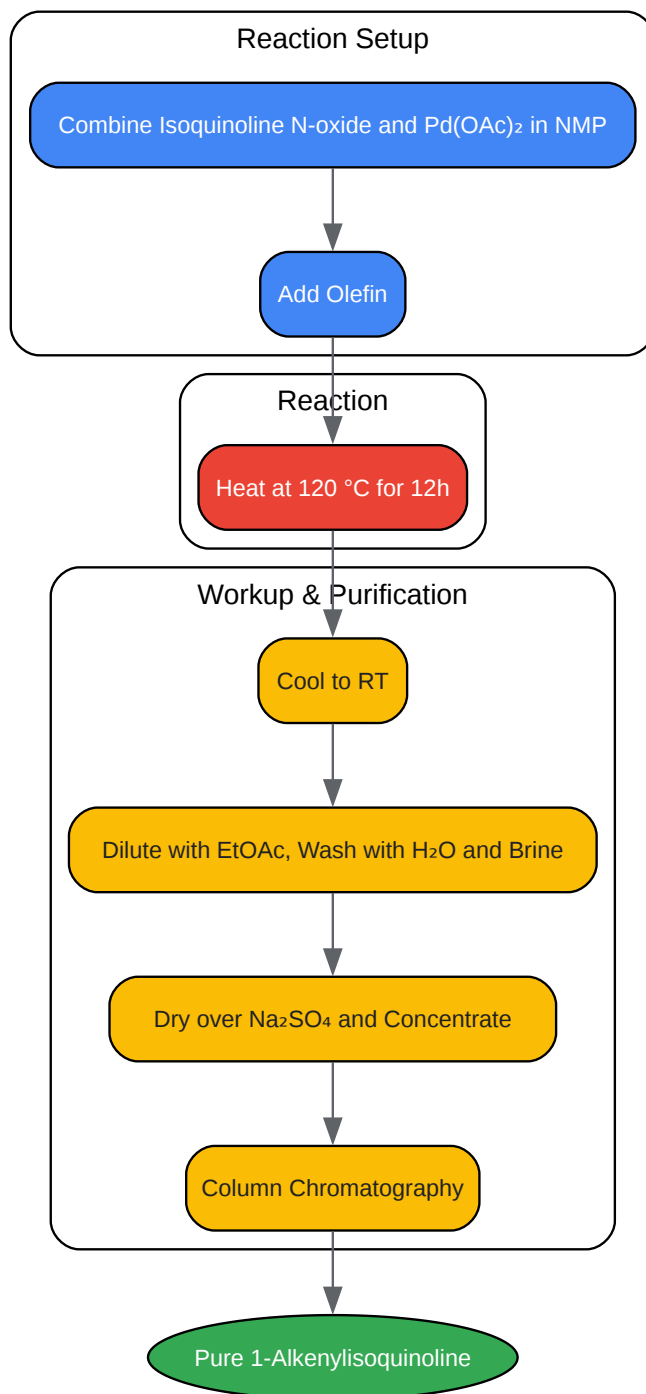 Reaction Setup
Combine Isoquinoline N-oxide and Pd(OAc)₂ in NMP
Add Olefin
Reaction
Heat at 120 °C for 12h
Workup & Purification
Cool to RT
Dilute with EtOAc, Wash with H₂O and Brine
Dry over Na₂SO₄ and Concentrate
Column Chromatography
Pure 1-Alkenylisoquinoline